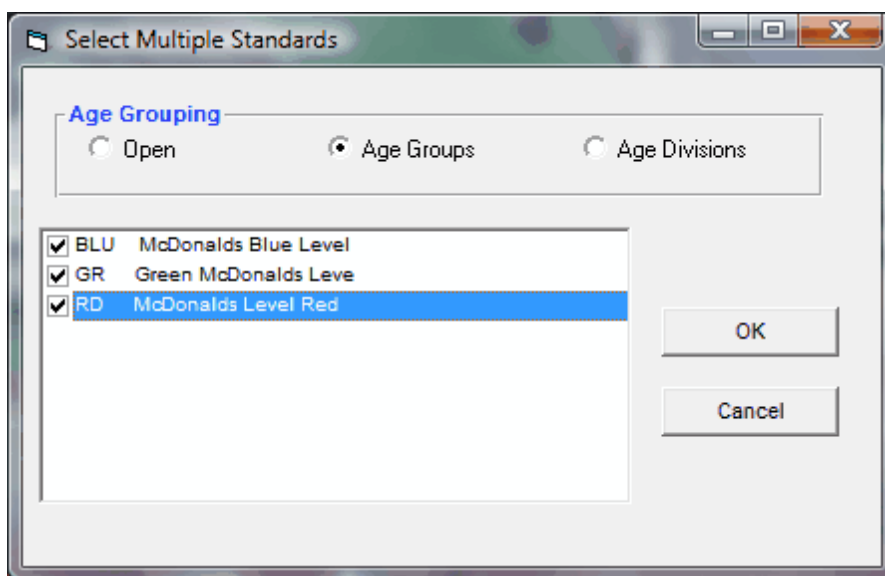 Select Multiple Standards
Age Grouping
Open Age Groups Age Divisions
BLU McDonalds Blue Level
GR Green McDonalds Leve
RD McDonalds Level Red
OK
Cancel